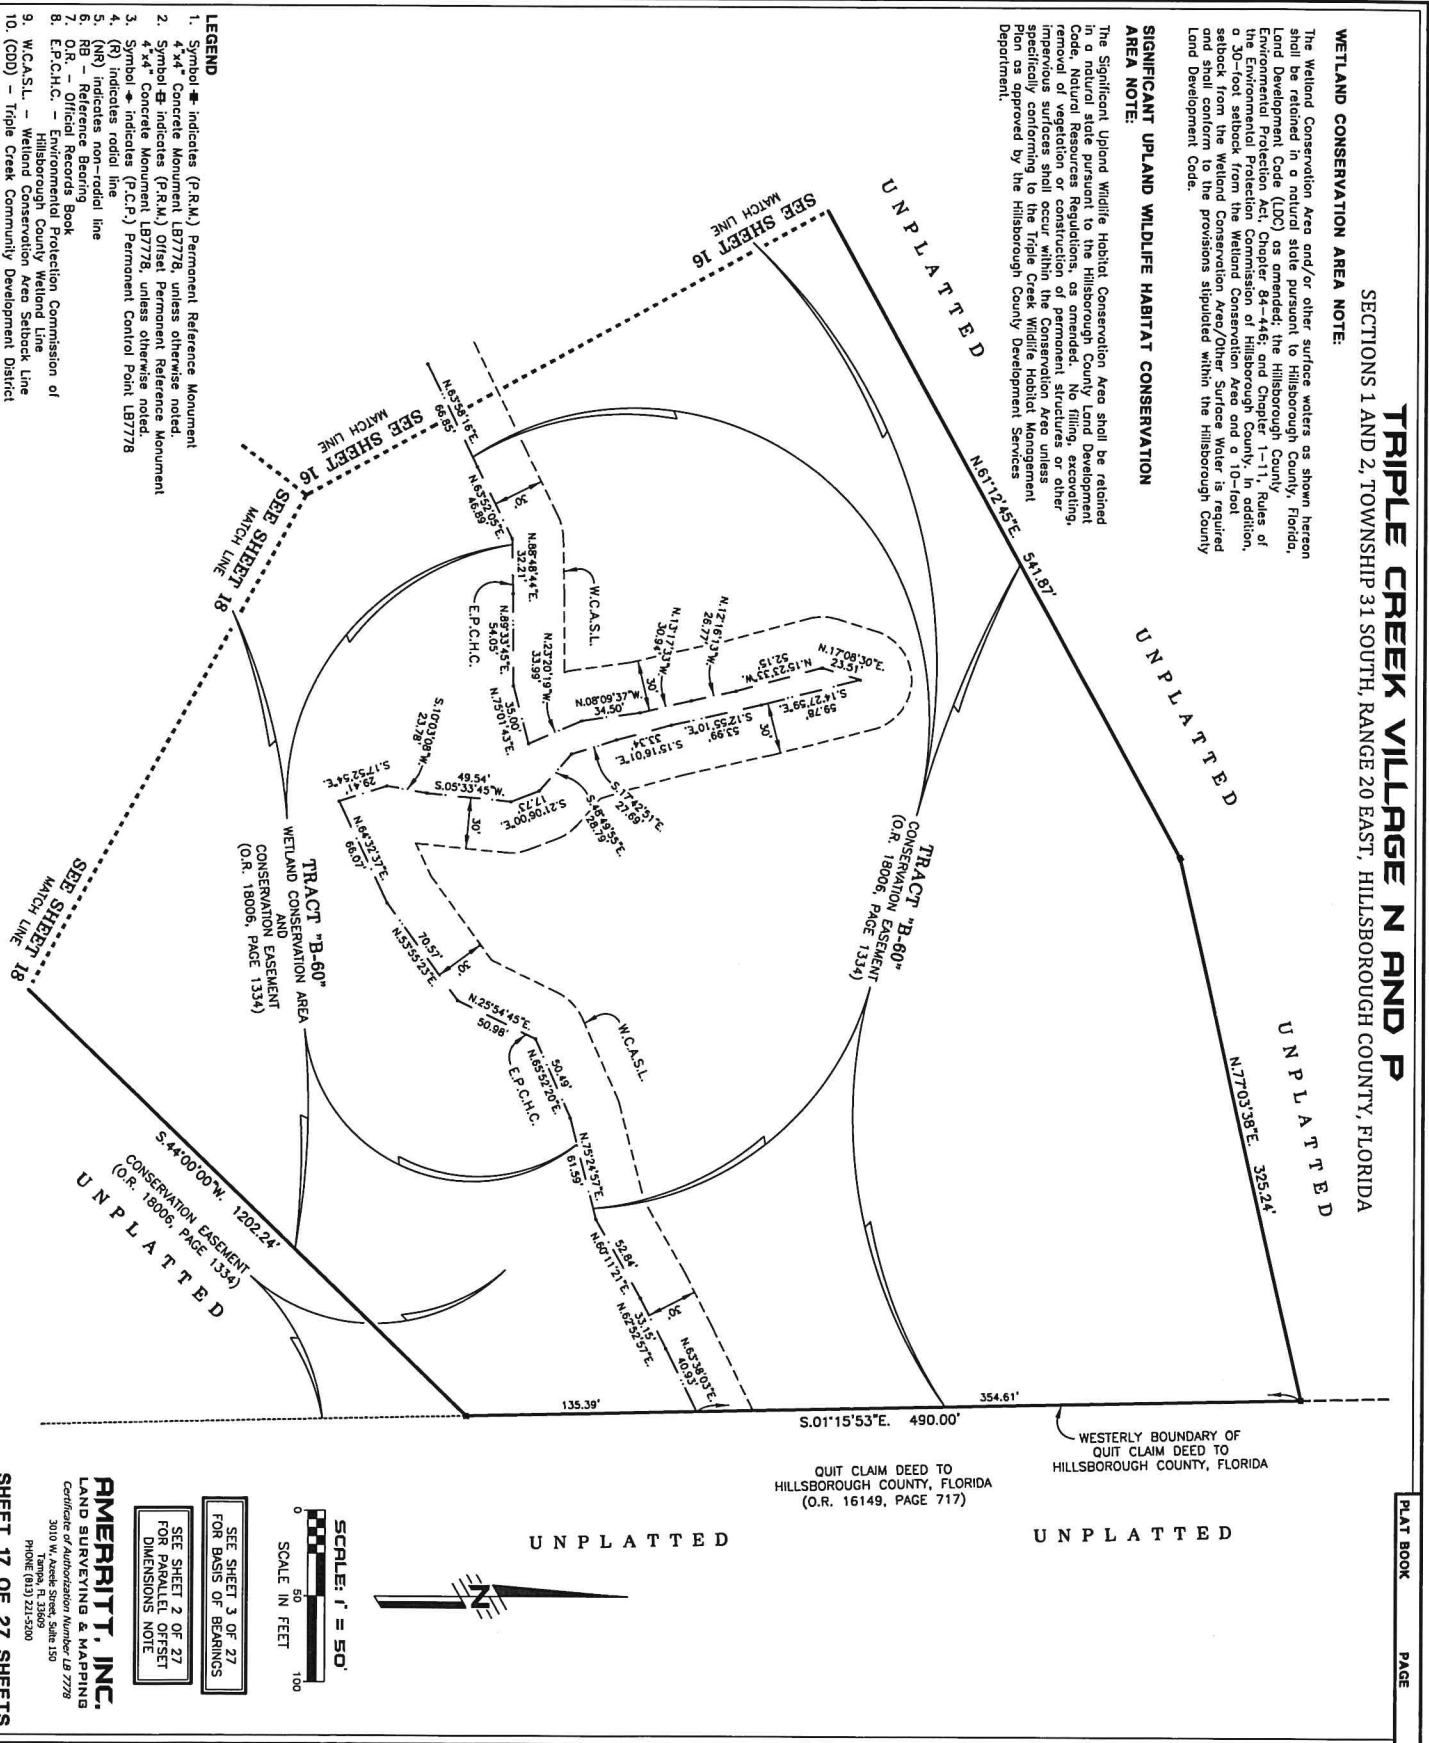 TRIPLE CREEK VILLAGE N AND P
SECTIONS 1 AND 2, TOWNSHIP 31 SOUTH, RANGE 20 EAST, HILLSBOROUGH COUNTY, FLORIDA
PLAT BOOK PAGE
WETLAND CONSERVATION AREA NOTE:
The Wetland Conservation Area and/or other surface waters as shown hereon
shall be retained in a natural state pursuant to Hillsborough County, Florida,
Land Development Code (LDC) as amended; the Hillsborough County
Environmental Protection Act, Chapter 84-446; and Chapter 1-11, Rules of
the Environmental Protection Commission of Hillsborough County. In addition,
a 30-foot setback from the Wetland Conservation Area and a 10-foot
setback from the Wetland Conservation Area/Other Surface Water is required
and shall conform to the provisions stipulated within the Hillsborough County
Land Development Code.
SIGNIFICANT UPLAND WILDLIFE HABITAT CONSERVATION
AREA NOTE:
The Significant Upland Wildlife Habitat Conservation Area shall be retained
in a natural state pursuant to the Hillsborough County Land Development
Code, Natural Resources Regulations, as amended. No filling, excavating,
removal of vegetation or construction of permanent structures or other
impervious surfaces shall occur within the Conservation Area unless
specifically conforming to the Triple Creek Wildlife Habitat Management
Plan as approved by the Hillsborough County Development Services
Department.
UNPLATTED
UNPLATTED
UNPLATTED
N.61°12'45"E. 541.87'
N.77°03'38"E. 325.24'
SEE SHEET 16
MATCH LINE
SEE SHEET 16
MATCH LINE
SEE SHEET 18
MATCH LINE
SEE SHEET 18
MATCH LINE
N.63°58'16"E.
66.85'
N.63°52'05"E.
46.89'
30'
N.88°48'44"E.
32.21'
N.89°33'45"E.
54.05'
E.P.C.H.C.
W.C.A.S.L.
N.75°01'43"E.
35.00'
N.23°20'19"W.
33.99'
N.08°09'37"W.
34.50'
30'
N.13°17'33"W.
30.94'
N.12°16'13"W.
26.77'
N.15°23'33"W.
52.15'
N.17°08'30"E.
23.51'
S.14°27'59"E.
59.78'
30'
S.12°55'10"E.
53.99'
S.15°16'01"E.
33.34'
S.17°42'51"E.
27.69'
S.48°49'55"E.
28.79'
S.21°06'00"E.
17.73'
S.05°33'45"W.
49.54'
30'
S.10°03'08"W.
23.78'
S.17°52'54"E.
29.41'
N.64°32'37"E.
66.07'
N.53°55'23"E.
70.57'
30'
N.25°54'45"E.
50.98'
N.65°52'20"E.
50.49'
E.P.C.H.C.
W.C.A.S.L.
N.75°24'57"E.
61.59'
N.60°11'21"E.
52.84'
N.62°52'57"E.
33.15'
30'
N.63°38'03"E.
40.93'
TRACT "B-60"
CONSERVATION EASEMENT
(O.R. 18006, PAGE 1334)
TRACT "B-60"
WETLAND CONSERVATION AREA
AND
CONSERVATION EASEMENT
(O.R. 18006, PAGE 1334)
S.44°00'00"W. 1202.24'
CONSERVATION EASEMENT
(O.R. 18006, PAGE 1334)
UNPLATTED
135.39'
354.61'
S.01°15'53"E. 490.00'
WESTERLY BOUNDARY OF
QUIT CLAIM DEED TO
HILLSBOROUGH COUNTY, FLORIDA
QUIT CLAIM DEED TO
HILLSBOROUGH COUNTY, FLORIDA
(O.R. 16149, PAGE 717)
UNPLATTED
UNPLATTED
LEGEND
1. Symbol indicates (P.R.M.) Permanent Reference Monument
4"x4" Concrete Monument LB7778, unless otherwise noted.
2. Symbol indicates (P.R.M.) Offset Permanent Reference Monument
4"x4" Concrete Monument LB7778, unless otherwise noted.
3. Symbol indicates (P.C.P.) Permanent Control Point LB7778
4. (R) indicates radial line
5. (NR) indicates non-radial line
6. RB - Reference Bearing
7. O.R. - Official Records Book
8. E.P.C.H.C. - Environmental Protection Commission of
Hillsborough County Wetland Line
9. W.C.A.S.L. - Wetland Conservation Area Setback Line
10. (CDD) - Triple Creek Community Development District
N
SCALE: 1" = 50'
0 50 100
SCALE IN FEET
SEE SHEET 3 OF 27
FOR BASIS OF BEARINGS
SEE SHEET 2 OF 27
FOR PARALLEL OFFSET
DIMENSIONS NOTE
AMERRITT, INC.
LAND SURVEYING & MAPPING
Certificate of Authorization Number LB 7778
3010 W. Azeele Street, Suite 150
Tampa, FL 33609
PHONE (813) 221-5200
SHEET 17 OF 27 SHEETS